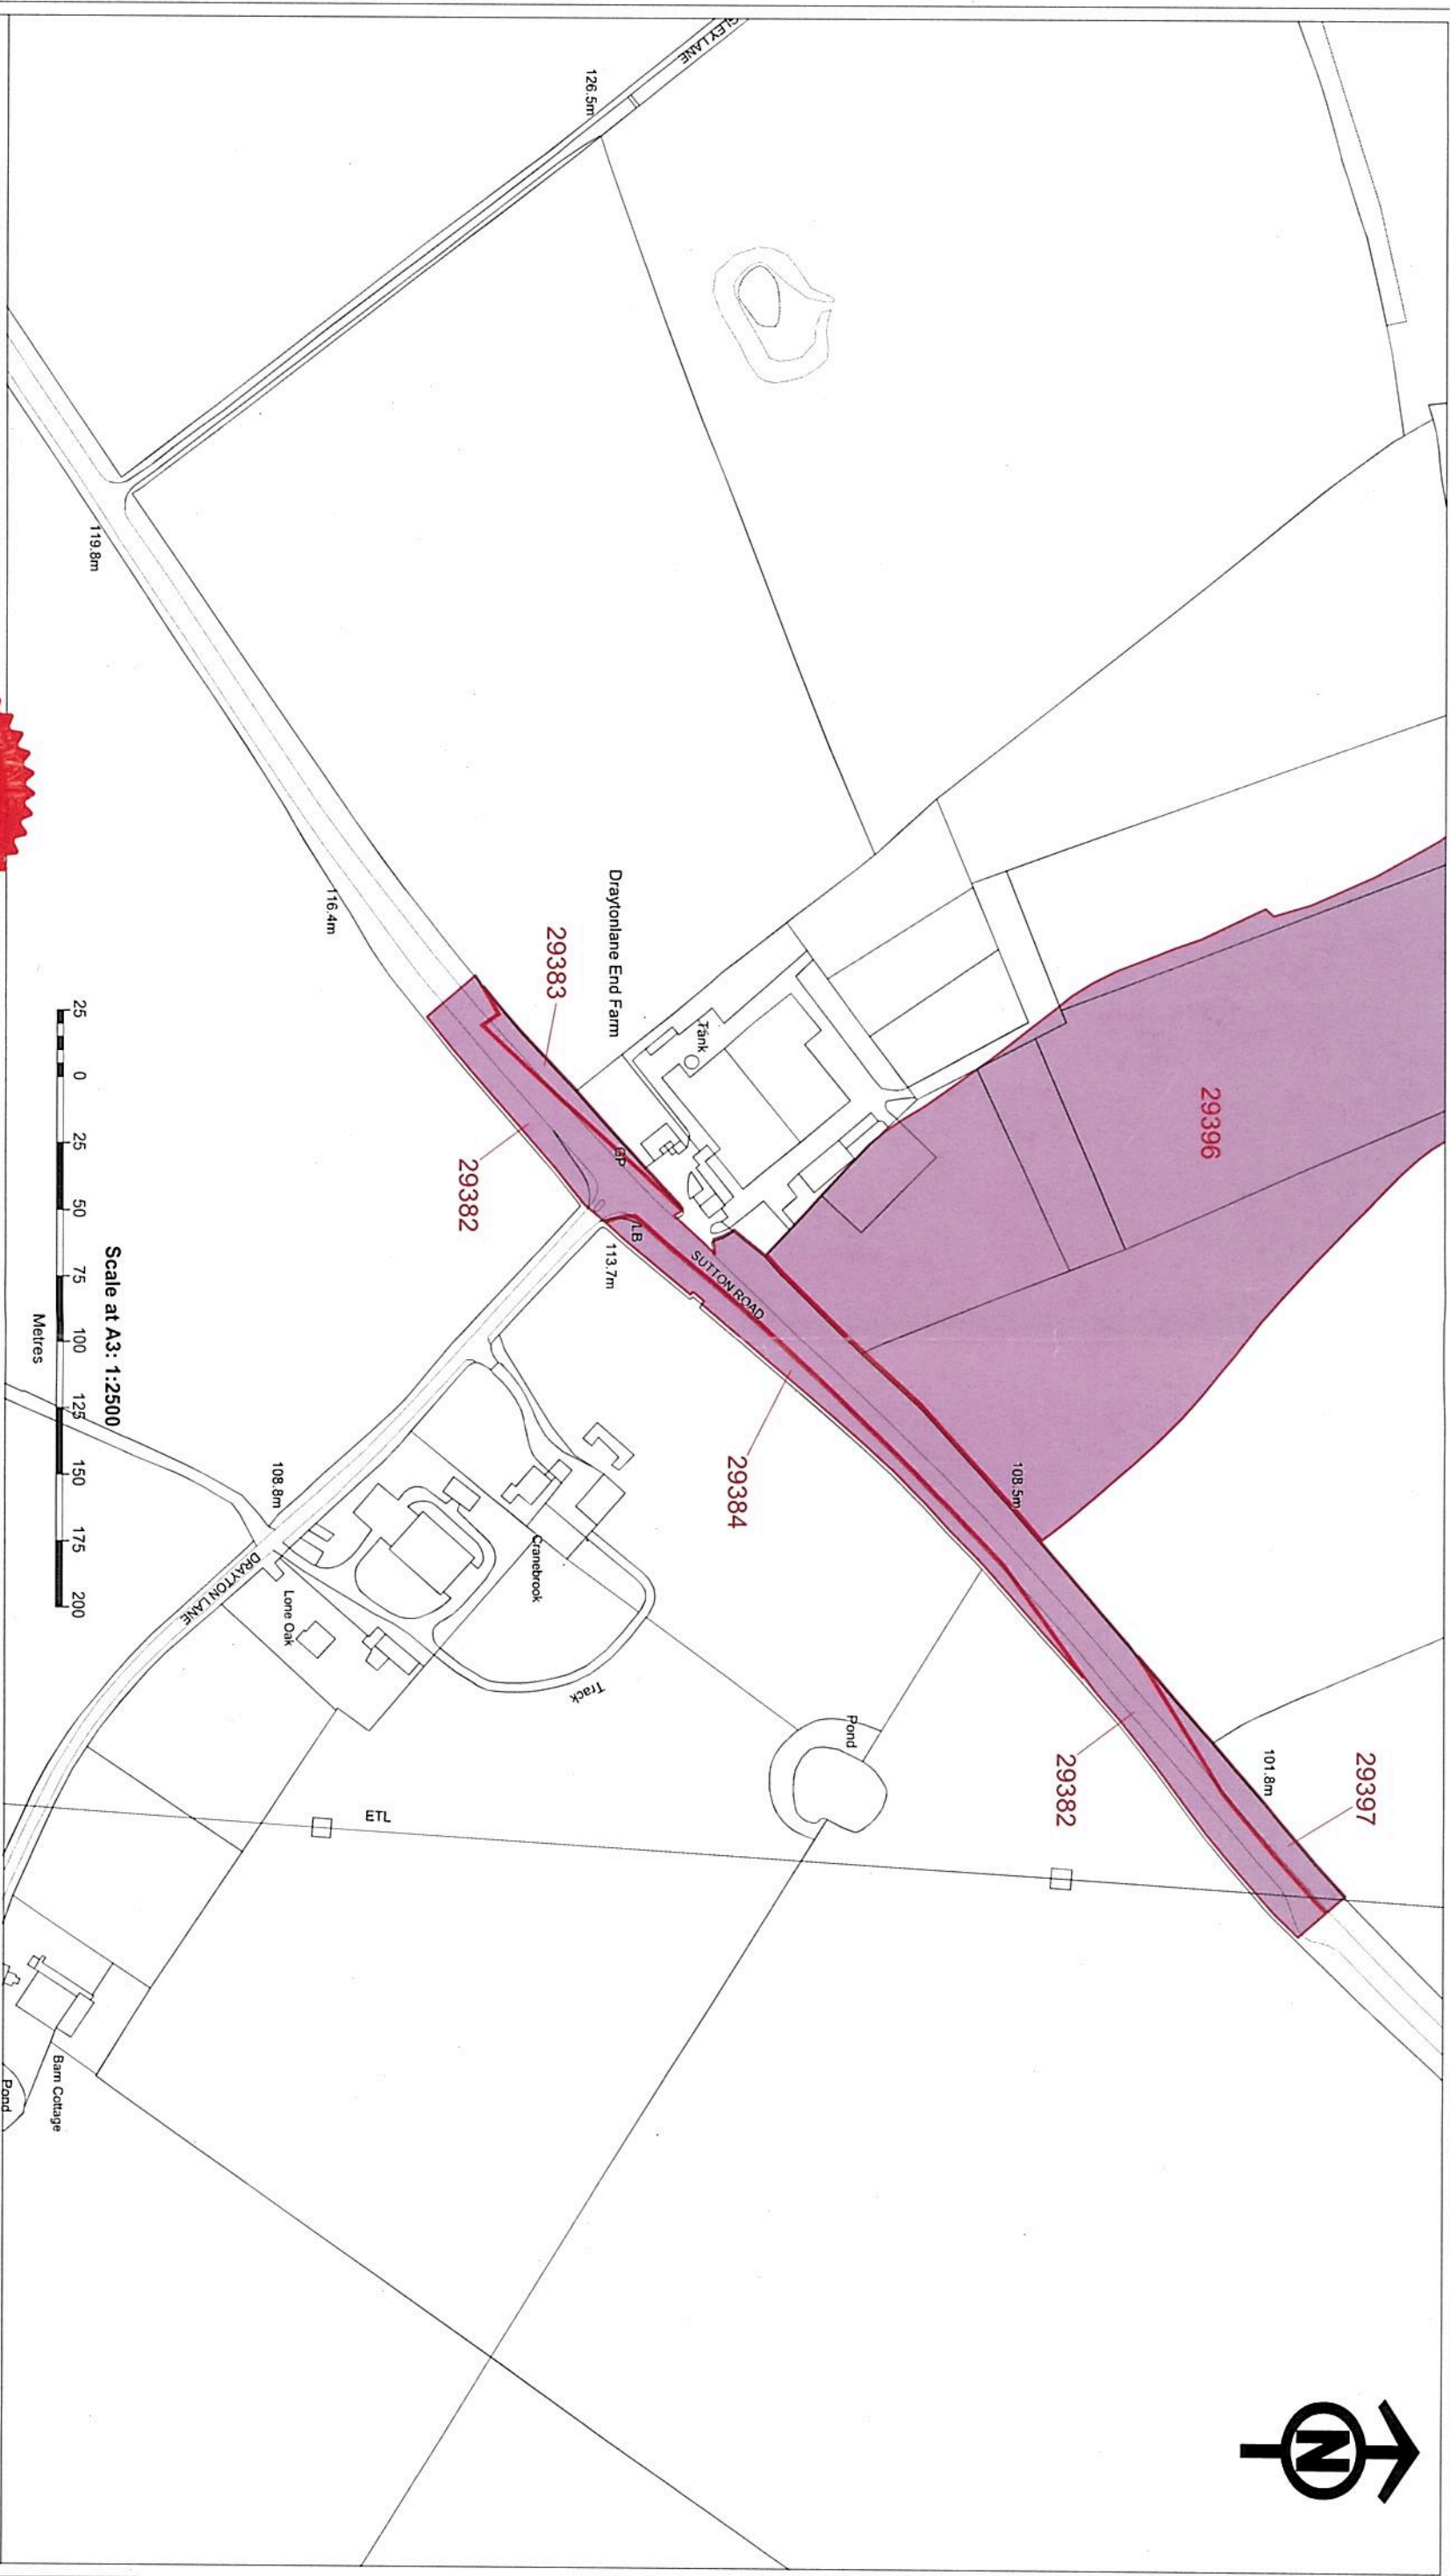 GLEY LANE
126.5m
119.8m
116.4m
Draytonlane End Farm
Tank
29383
29382
GP
LB
113.7m
SUTTON ROAD
29396
29384
108.5m
29382
101.8m
29397
Cranebrook
108.8m
DRAYTON LANE
Lone Oak
Track
Pond
ETL
Barn Cottage
Pond
25 0 25 50 75 100 125 150 175 200
Scale at A3: 1:2500
Metres
N